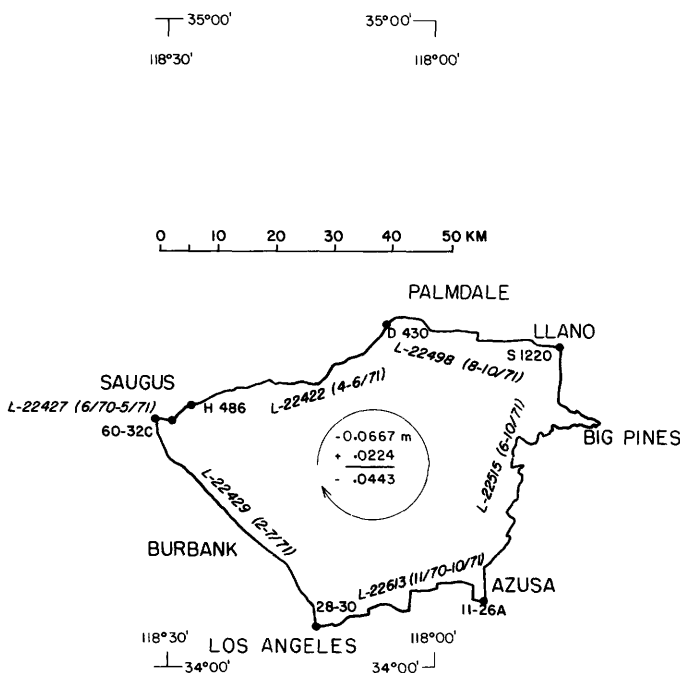 35°00'
35°00'
118°30'
118°00'
0 10 20 30 40 50 KM
PALMDALE
D 430
LLANO
L-22498 (8-10/71)
S 1220
SAUGUS
L-22422 (4-6/71)
H 486
L-22427 (6/70-5/71)
60-32C
BIG PINES
-0.0667 m
+ .0224
- .0443
L-22515 (6-10/71)
L-22429 (2-7/71)
BURBANK
L-22613 (11/70-10/71)
AZUSA
28-30
11-26A
LOS ANGELES
118°30'
118°00'
34°00'
34°00'